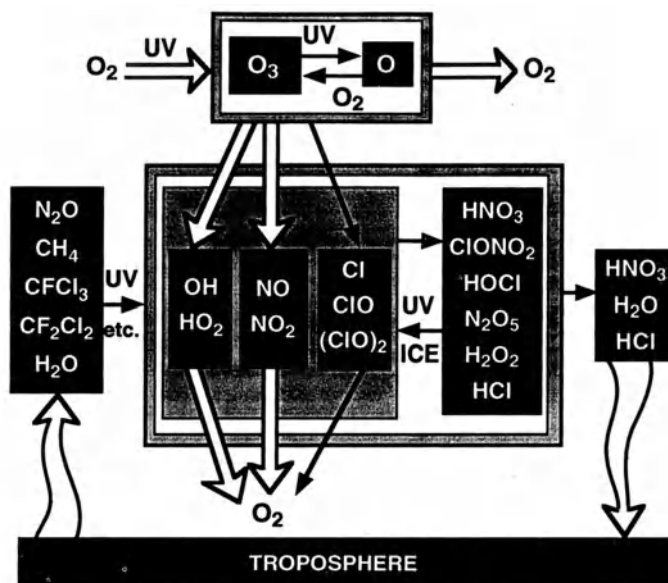 UV
UV
O₂
O₃
O
O₂
O₂
N₂O
CH₄
CFCl₃
CF₂Cl₂
H₂O
UV
etc.
OH
HO₂
NO
NO₂
Cl
ClO
(ClO)₂
UV
ICE
HNO₃
ClONO₂
HOCl
N₂O₅
H₂O₂
HCl
HNO₃
H₂O
HCl
O₂
TROPOSPHERE